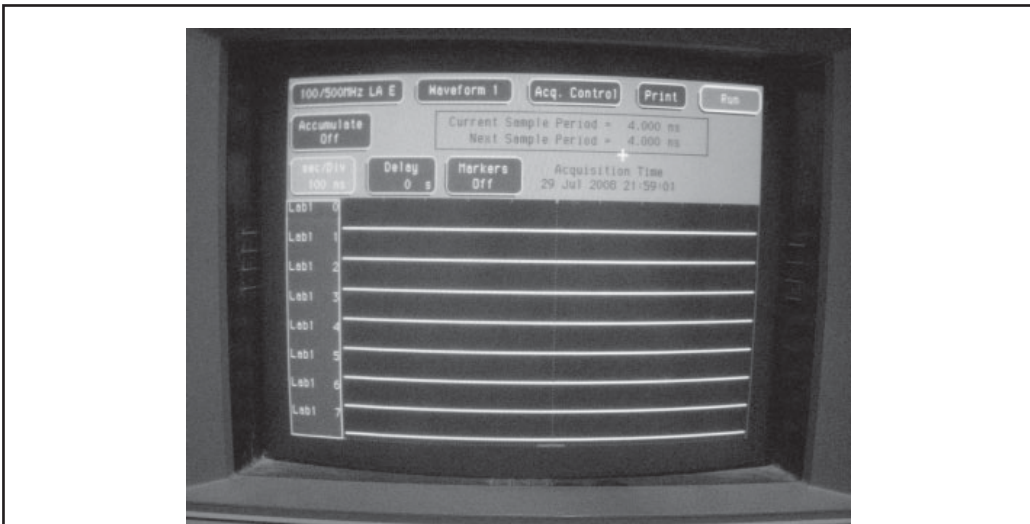 100/500MHz LA E Waveform 1 Acq. Control Print Run
Accumulate
Off
Current Sample Period = 4.000 ns
Next Sample Period = 4.000 ns
sec/Div
100 ns
Delay
0 s
Markers
Off
Acquisition Time
29 Jul 2008 21:59:01
Lab1 0
Lab1 1
Lab1 2
Lab1 3
Lab1 4
Lab1 5
Lab1 6
Lab1 7